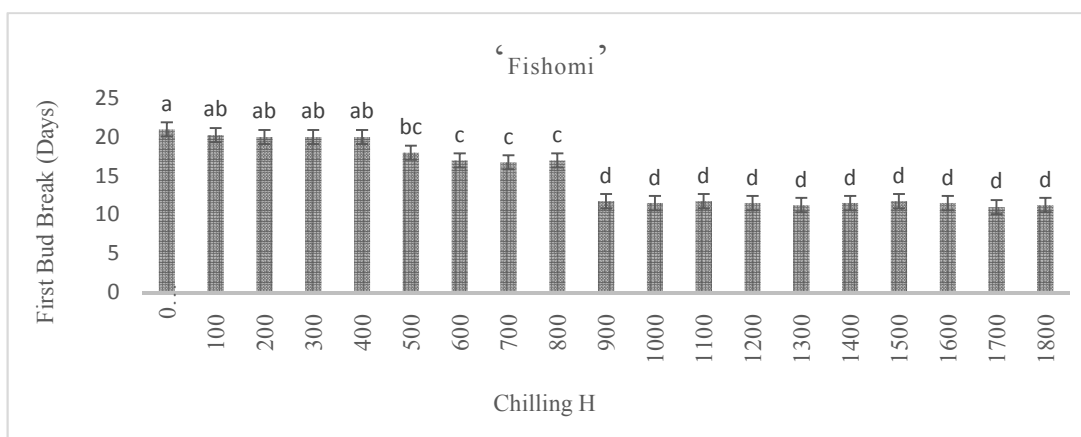 ‘Fishomi’
First Bud Break (Days)
25
20
15
10
5
0
a ab ab ab ab bc c c c d d d d d d d d d d
0... 100 200 300 400 500 600 700 800 900 1000 1100 1200 1300 1400 1500 1600 1700 1800
Chilling H